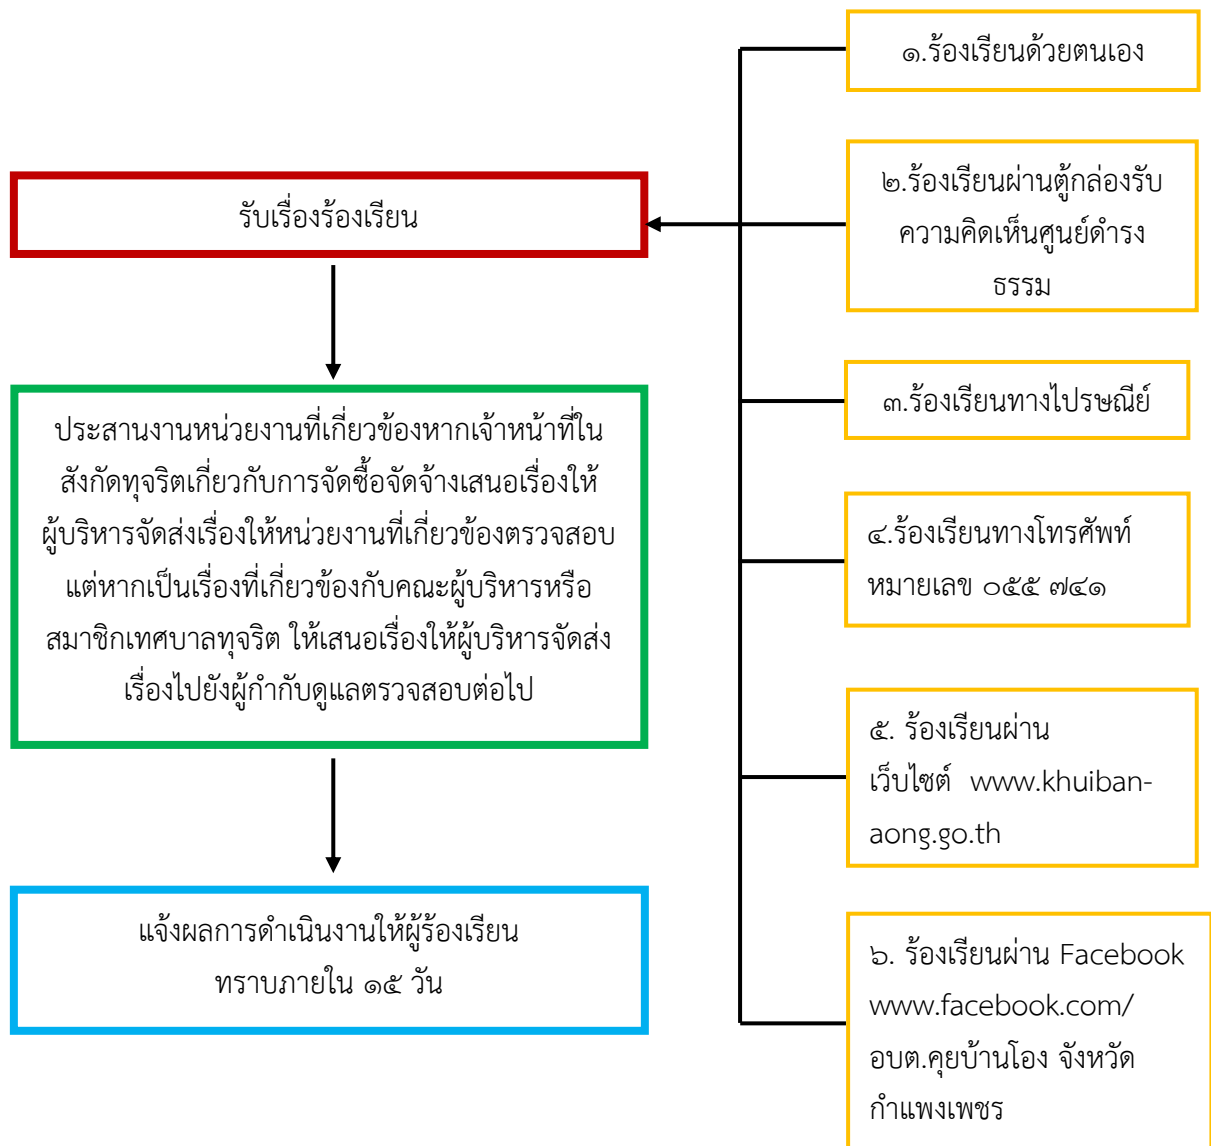 รับเรื่องร้องเรียน
ประสานงานหน่วยงานที่เกี่ยวข้องหากเจ้าหน้าที่ใน
สังกัดทุจริตเกี่ยวกับการจัดซื้อจัดจ้างเสนอเรื่องให้
ผู้บริหารจัดส่งเรื่องให้หน่วยงานที่เกี่ยวข้องตรวจสอบ
แต่หากเป็นเรื่องที่เกี่ยวข้องกับคณะผู้บริหารหรือ
สมาชิกเทศบาลทุจริต ให้เสนอเรื่องให้ผู้บริหารจัดส่ง
เรื่องไปยังผู้กำกับดูแลตรวจสอบต่อไป
แจ้งผลการดำเนินงานให้ผู้ร้องเรียน
ทราบภายใน ๑๕ วัน
๑.ร้องเรียนด้วยตนเอง
๒.ร้องเรียนผ่านตู้กล่องรับ
ความคิดเห็นศูนย์ดำรง
ธรรม
๓.ร้องเรียนทางไปรษณีย์
๔.ร้องเรียนทางโทรศัพท์
หมายเลข ๐๕๕ ๗๔๑
๕. ร้องเรียนผ่าน
เว็บไซต์ www.khuiban-
aong.go.th
๖. ร้องเรียนผ่าน Facebook
www.facebook.com/
อบต.คุยบ้านโอง จังหวัด
กำแพงเพชร